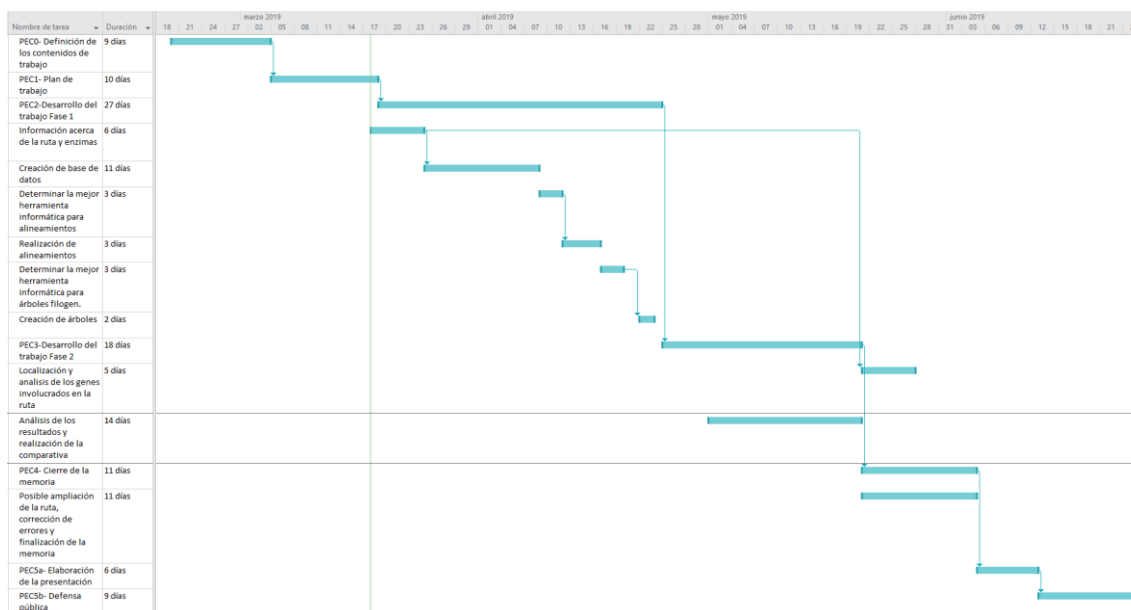 marzo 2019 abril 2019 mayo 2019 junio 2019
Nombre de tarea Duración 18 21 24 27 02 05 08 11 14 17 20 23 26 29 01 04 07 10 13 16 19 22 25 28 01 04 07 10 13 16 19 22 25 28 31 03 06 09 12 15 18 21
PEC0- Definición de 9 días
los contenidos de
trabajo
PEC1- Plan de 10 días
trabajo
PEC2-Desarrollo del 27 días
trabajo Fase 1
Información acerca 6 días
de la ruta y enzimas
Creación de base de 11 días
datos
Determinar la mejor 3 días
herramienta
informática para
alineamientos
Realización de 3 días
alineamientos
Determinar la mejor 3 días
herramienta
informática para
árboles filogen.
Creación de árboles 2 días
PEC3-Desarrollo del 18 días
trabajo Fase 2
Localización y 5 días
analisis de los genes
involucrados en la
ruta
Análisis de los 14 días
resultados y
realización de la
comparativa
PEC4- Cierre de la 11 días
memoria
Posible ampliación 11 días
de la ruta,
corrección de
errores y
finalización de la
memoria
PEC5a- Elaboración 6 días
de la presentación
PEC5b- Defensa 9 días
pública